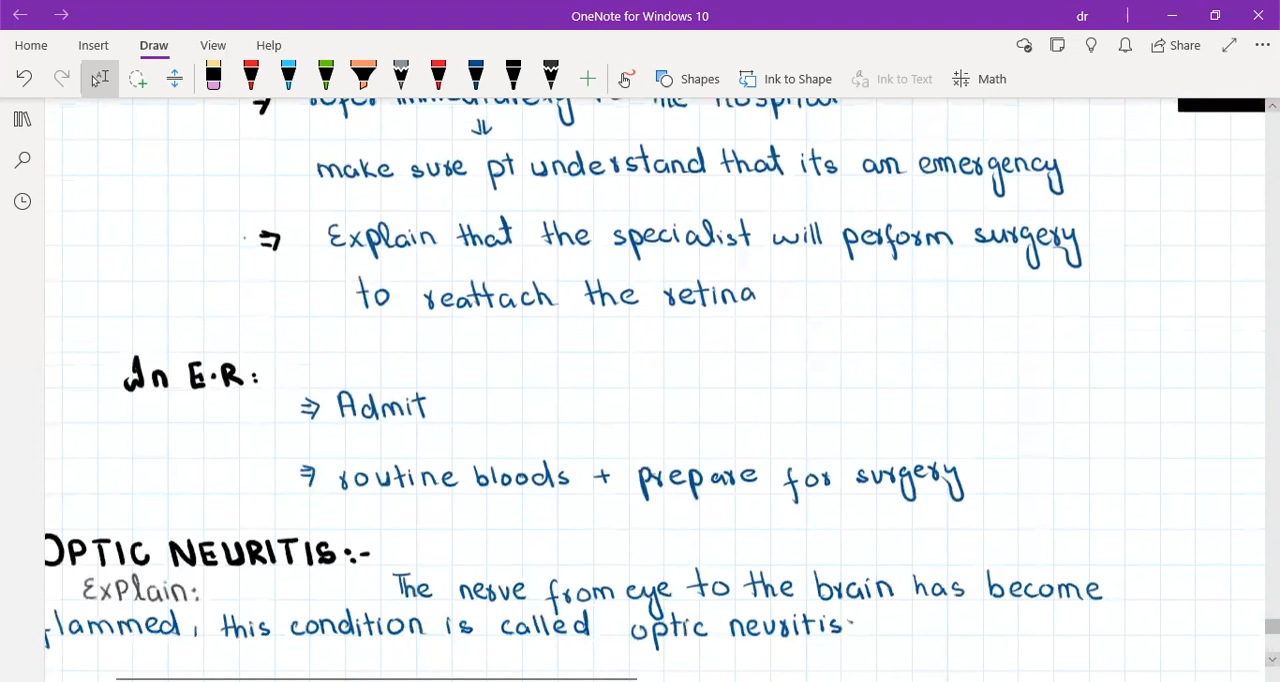 OneNote for Windows 10
dr
Home Insert Draw View Help
Share
Shapes Ink to Shape Ink to Text Math
the hospital
make sure pt understand that its an emergency
⇒ Explain that the specialist will perform surgery
to reattach the retina
In E.R:
⇒ Admit
⇒ routine bloods + prepare for surgery
OPTIC NEURITIS:-
Explain: The nerve from eye to the brain has become
flammed, this condition is called optic neuritis.